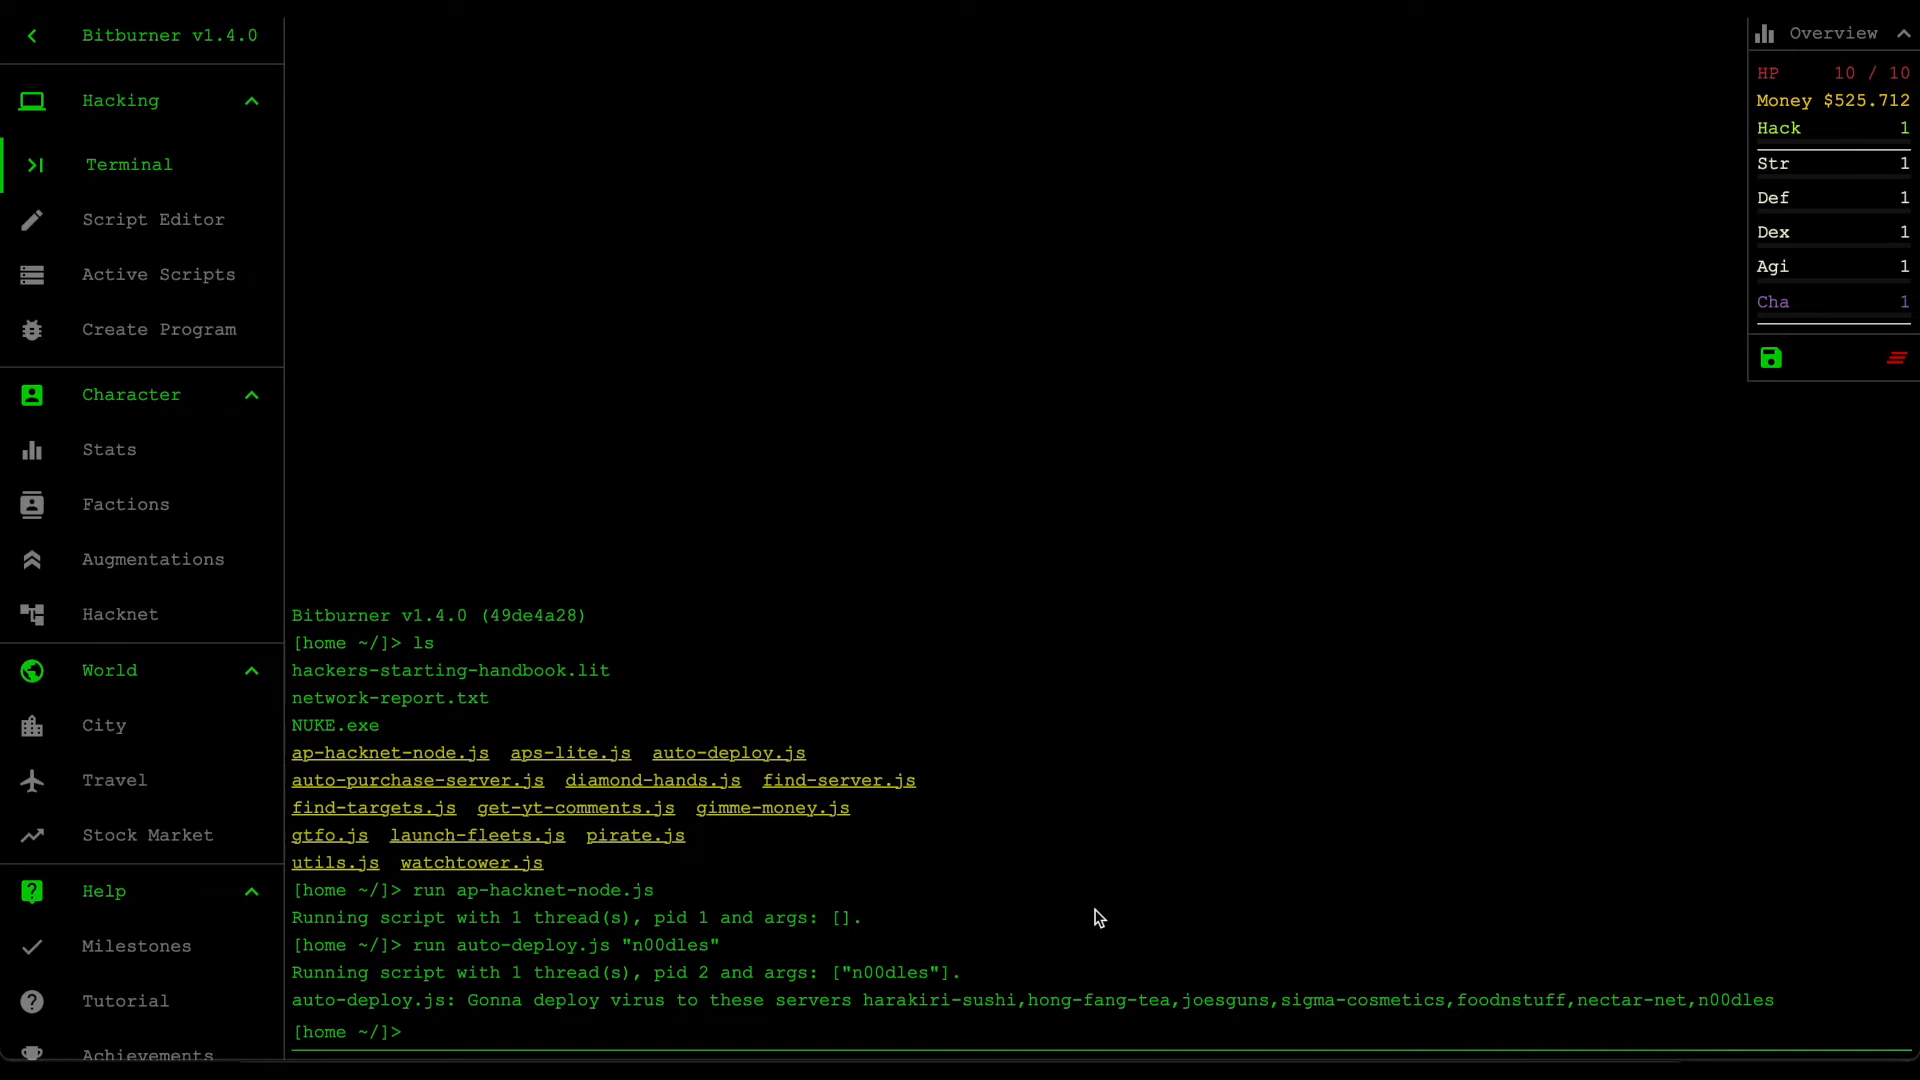 Bitburner v1.4.0
Hacking
Terminal
Script Editor
Active Scripts
Create Program
Character
Stats
Factions
Augmentations
Hacknet
World
City
Travel
Stock Market
Help
Milestones
Tutorial
Achievements
Bitburner v1.4.0 (49de4a28)
[home ~/]> ls
hackers-starting-handbook.lit
network-report.txt
NUKE.exe
ap-hacknet-node.js aps-lite.js auto-deploy.js
auto-purchase-server.js diamond-hands.js find-server.js
find-targets.js get-yt-comments.js gimme-money.js
gtfo.js launch-fleets.js pirate.js
utils.js watchtower.js
[home ~/]> run ap-hacknet-node.js
Running script with 1 thread(s), pid 1 and args: [].
[home ~/]> run auto-deploy.js "n00dles"
Running script with 1 thread(s), pid 2 and args: ["n00dles"].
auto-deploy.js: Gonna deploy virus to these servers harakiri-sushi,hong-fang-tea,joesguns,sigma-cosmetics,foodnstuff,nectar-net,n00dles
[home ~/]>
Overview
HP 10 / 10
Money $525.712
Hack 1
Str 1
Def 1
Dex 1
Agi 1
Cha 1